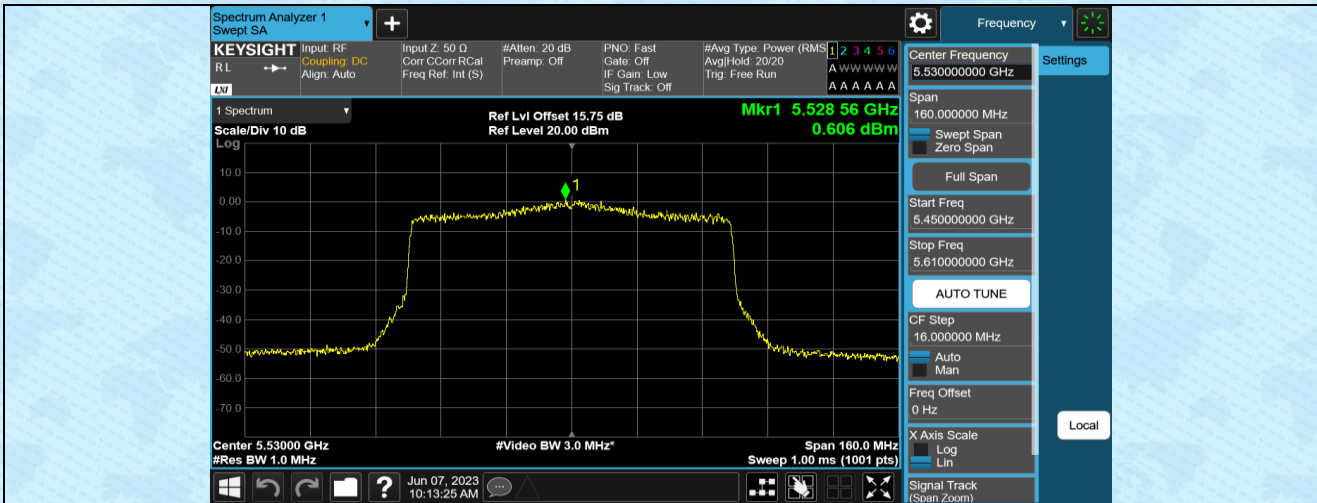 Spectrum Analyzer 1
Swept SA
Frequency
KEYSIGHT
R L
LXI
Input: RF
Coupling: DC
Align: Auto
Input Z: 50 Ω
Corr CCorr RCal
Freq Ref: Int (S)
#Atten: 20 dB
Preamp: Off
PNO: Fast
Gate: Off
IF Gain: Low
Sig Track: Off
#Avg Type: Power (RMS
Avg|Hold: 20/20
Trig: Free Run
1 2 3 4 5 6
A W W W W W
A A A A A A
1 Spectrum
Scale/Div 10 dB
Log
Ref Lvl Offset 15.75 dB
Ref Level 20.00 dBm
Mkr1 5.528 56 GHz
0.606 dBm
1
10.0
0.00
-10.0
-20.0
-30.0
-40.0
-50.0
-60.0
-70.0
Center 5.53000 GHz
#Res BW 1.0 MHz
#Video BW 3.0 MHz*
Span 160.0 MHz
Sweep 1.00 ms (1001 pts)
Center Frequency
5.530000000 GHz
Span
160.000000 MHz
Swept Span
Zero Span
Full Span
Start Freq
5.450000000 GHz
Stop Freq
5.610000000 GHz
AUTO TUNE
CF Step
16.000000 MHz
Auto
Man
Freq Offset
0 Hz
X Axis Scale
Log
Lin
Signal Track
(Span Zoom)
Settings
Local
?
Jun 07, 2023
10:13:25 AM